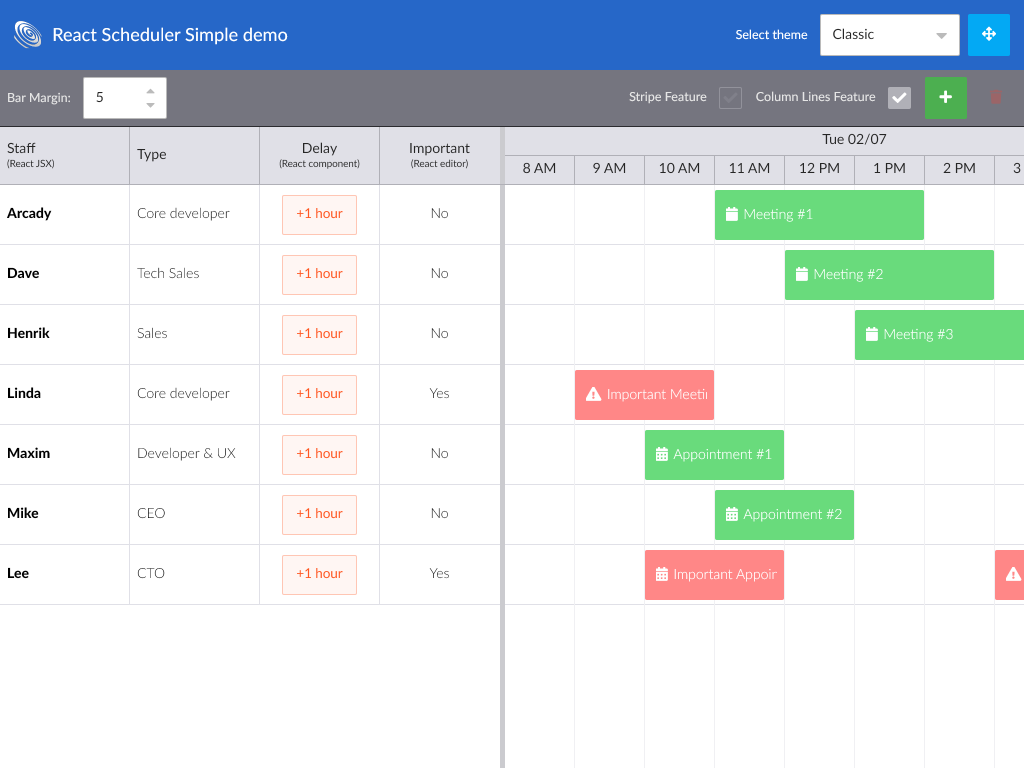 React Scheduler Simple demo
Select theme
Classic
Bar Margin:
5
Stripe Feature
Column Lines Feature
Staff
(React JSX)
Type
Delay
(React component)
Important
(React editor)
Tue 02/07
8 AM 9 AM 10 AM 11 AM 12 PM 1 PM 2 PM 3
Arcady Core developer +1 hour No Meeting #1
Dave Tech Sales +1 hour No Meeting #2
Henrik Sales +1 hour No Meeting #3
Linda Core developer +1 hour Yes Important Meeti
Maxim Developer & UX +1 hour No Appointment #1
Mike CEO +1 hour No Appointment #2
Lee CTO +1 hour Yes Important Appoir